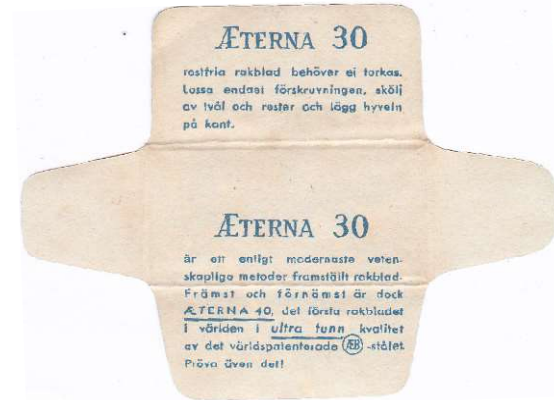 ÆTERNA 30
rostfria rakblad behöver ei torkas.
Lossa endast förskruvningen, skölj
av tvål och rester och lägg hyveln
på kant.
ÆTERNA 30
är ett enligt modernaste veten-
skapliga metoder framställt rakblad.
Främst och förnämst är dock
ÆTERNA 40, det första rakbladet
i världen i ultra tunn kvalitet
av det världspatenterade ÆB -stålet.
Pröva även det!